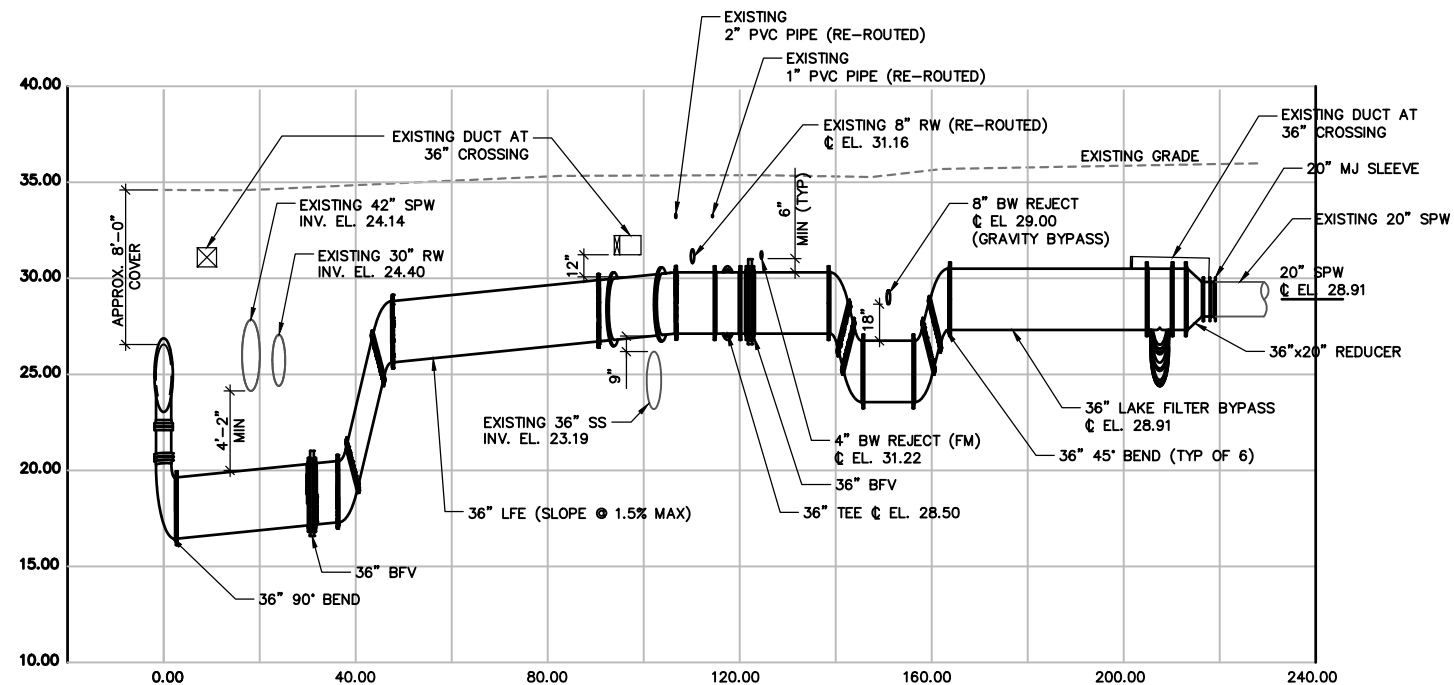 EXISTING
2" PVC PIPE (RE-ROUTED)
EXISTING
1" PVC PIPE (RE-ROUTED)
40.00
EXISTING DUCT AT
36" CROSSING
EXISTING 8" RW (RE-ROUTED)
℄ EL. 31.16
EXISTING DUCT AT
36" CROSSING
EXISTING GRADE
20" MJ SLEEVE
35.00
EXISTING 42" SPW
INV. EL. 24.14
6"
MIN (TYP)
8" BW REJECT
℄ EL 29.00
(GRAVITY BYPASS)
EXISTING 20" SPW
APPROX. 8'-0"
COVER
EXISTING 30" RW
INV. EL. 24.40
12"
30.00
20" SPW
℄ EL. 28.91
18"
25.00
9"
36"x20" REDUCER
4'-2"
MIN
EXISTING 36" SS
INV. EL. 23.19
36" LAKE FILTER BYPASS
℄ EL. 28.91
4" BW REJECT (FM)
℄ EL. 31.22
36" 45° BEND (TYP OF 6)
20.00
36" BFV
36" LFE (SLOPE @ 1.5% MAX)
36" TEE ℄ EL. 28.50
15.00
36" BFV
36" 90° BEND
10.00
0.00 40.00 80.00 120.00 160.00 200.00 240.00